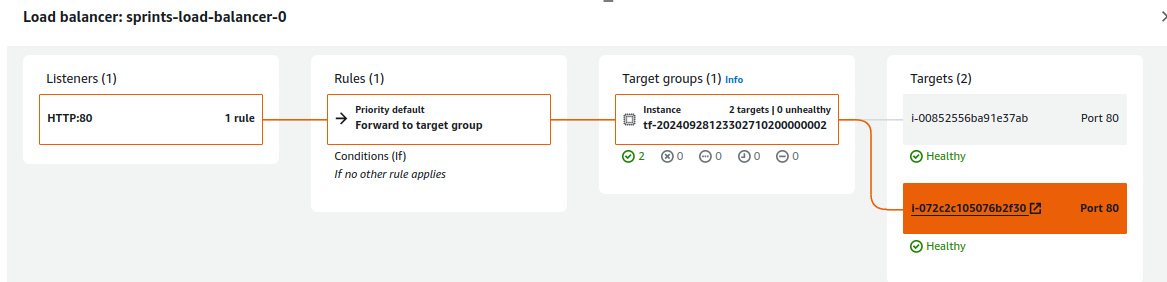 Load balancer: sprints-load-balancer-0
Listeners (1)
HTTP:80 1 rule
Rules (1)
Priority default
Forward to target group
Conditions (If)
If no other rule applies
Target groups (1) Info
Instance 2 targets | 0 unhealthy
tf-20240928123302710200000002
2 0 0 0 0
Targets (2)
i-00852556ba91e37ab Port 80
Healthy
i-072c2c105076b2f30 Port 80
Healthy